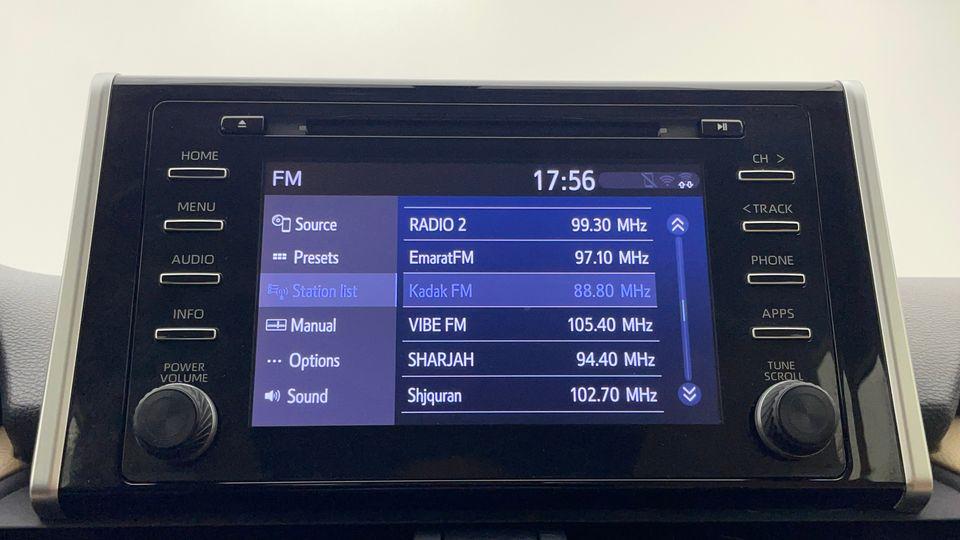 HOME
MENU
AUDIO
INFO
POWER
VOLUME
FM 17:56
Source
Presets
Station list
Manual
Options
Sound
RADIO 2 99.30 MHz
EmaratFM 97.10 MHz
Kadak FM 88.80 MHz
VIBE FM 105.40 MHz
SHARJAH 94.40 MHz
Shjquran 102.70 MHz
CH >
< TRACK
PHONE
APPS
TUNE
SCROLL